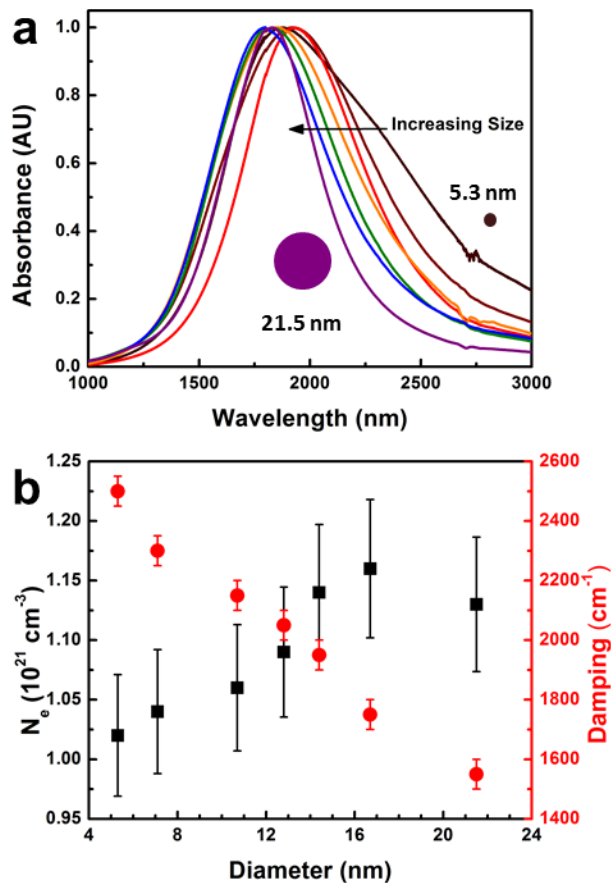 a
1.0
0.8
0.6
0.4
0.2
0.0
Absorbance (AU)
Increasing Size
5.3 nm
21.5 nm
1000 1500 2000 2500 3000
Wavelength (nm)
b
1.25
1.20
1.15
1.10
1.05
1.00
0.95
Nₑ (10²¹ cm⁻³)
2600
2400
2200
2000
1800
1600
1400
Damping (cm⁻¹)
4 8 12 16 20 24
Diameter (nm)